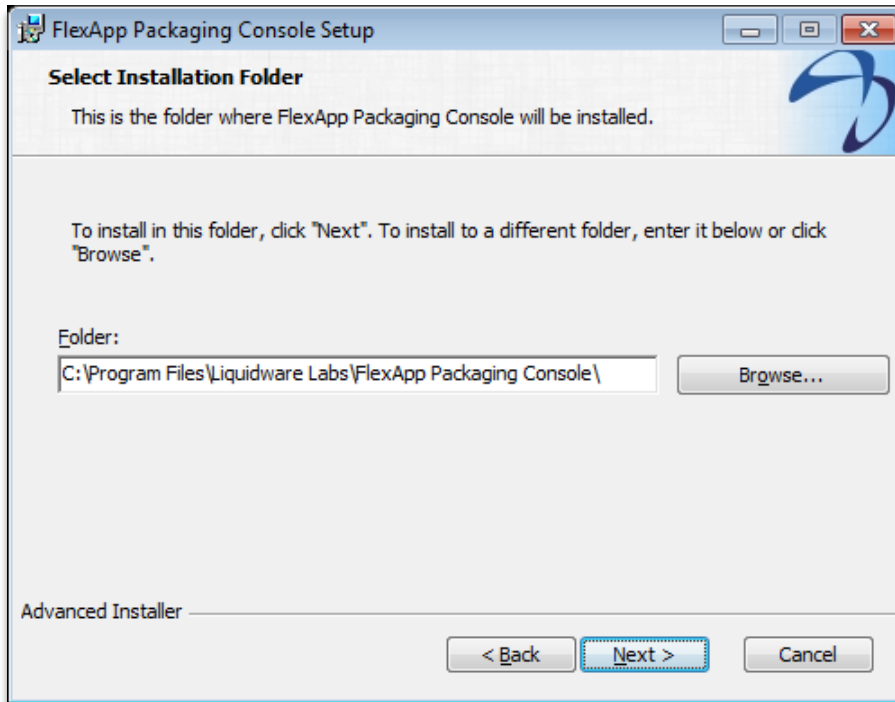 FlexApp Packaging Console Setup
Select Installation Folder
This is the folder where FlexApp Packaging Console will be installed.
To install in this folder, click "Next". To install to a different folder, enter it below or click
"Browse".
Folder:
C:\Program Files\Liquidware Labs\FlexApp Packaging Console\
Browse...
Advanced Installer
< Back
Next >
Cancel